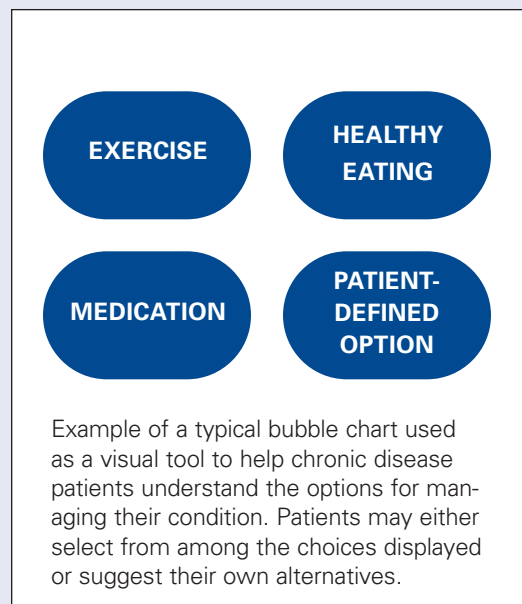 EXERCISE
HEALTHY
EATING
MEDICATION
PATIENT-
DEFINED
OPTION
Example of a typical bubble chart used
as a visual tool to help chronic disease
patients understand the options for man-
aging their condition. Patients may either
select from among the choices displayed
or suggest their own alternatives.